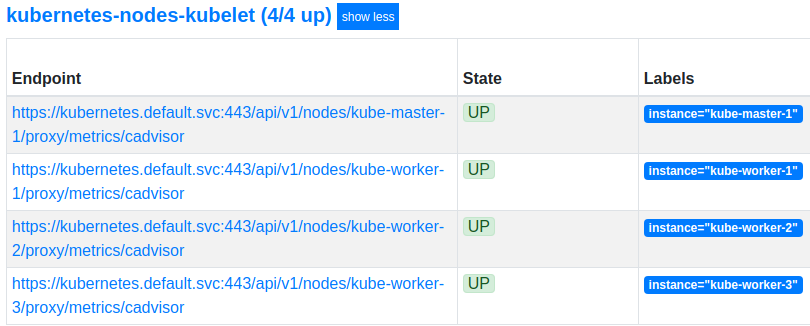 kubernetes-nodes-kubelet (4/4 up) show less
Endpoint State Labels
https://kubernetes.default.svc:443/api/v1/nodes/kube-master- UP instance="kube-master-1"
1/proxy/metrics/cadvisor
https://kubernetes.default.svc:443/api/v1/nodes/kube-worker- UP instance="kube-worker-1"
1/proxy/metrics/cadvisor
https://kubernetes.default.svc:443/api/v1/nodes/kube-worker- UP instance="kube-worker-2"
2/proxy/metrics/cadvisor
https://kubernetes.default.svc:443/api/v1/nodes/kube-worker- UP instance="kube-worker-3"
3/proxy/metrics/cadvisor